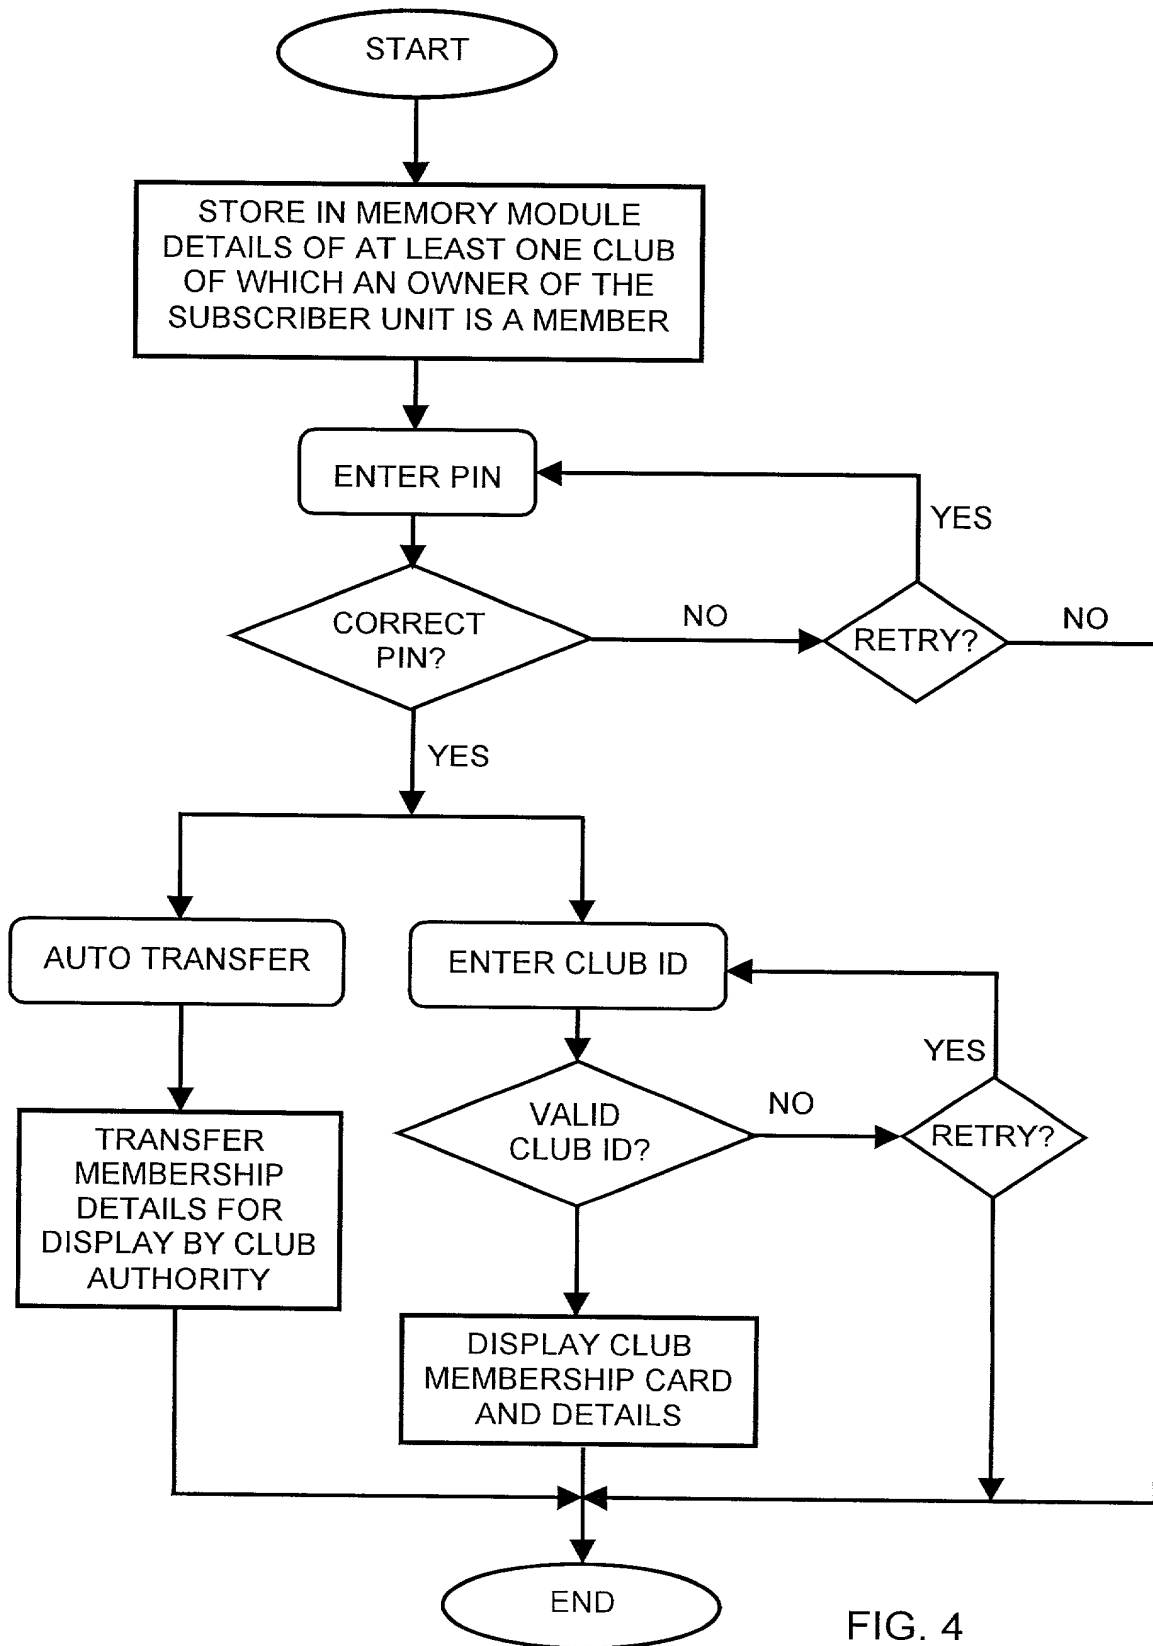 START
STORE IN MEMORY MODULE
DETAILS OF AT LEAST ONE CLUB
OF WHICH AN OWNER OF THE
SUBSCRIBER UNIT IS A MEMBER
ENTER PIN
YES
CORRECT
PIN?
NO
RETRY?
NO
YES
AUTO TRANSFER
ENTER CLUB ID
YES
TRANSFER
MEMBERSHIP
DETAILS FOR
DISPLAY BY CLUB
AUTHORITY
VALID
CLUB ID?
NO
RETRY?
DISPLAY CLUB
MEMBERSHIP CARD
AND DETAILS
END
FIG. 4